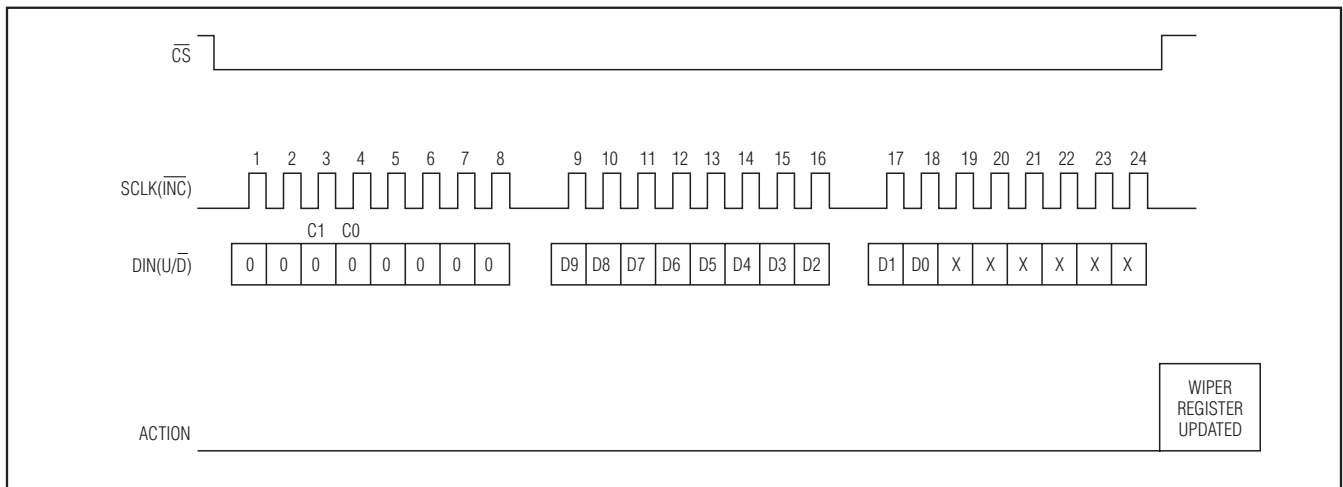 C̅S̅
1 2 3 4 5 6 7 8 9 10 11 12 13 14 15 16 17 18 19 20 21 22 23 24
SCLK(I̅N̅C̅)
C1 C0
DIN(U/D̅) 0 0 0 0 0 0 0 0 D9 D8 D7 D6 D5 D4 D3 D2 D1 D0 X X X X X X
WIPER
REGISTER
UPDATED
ACTION